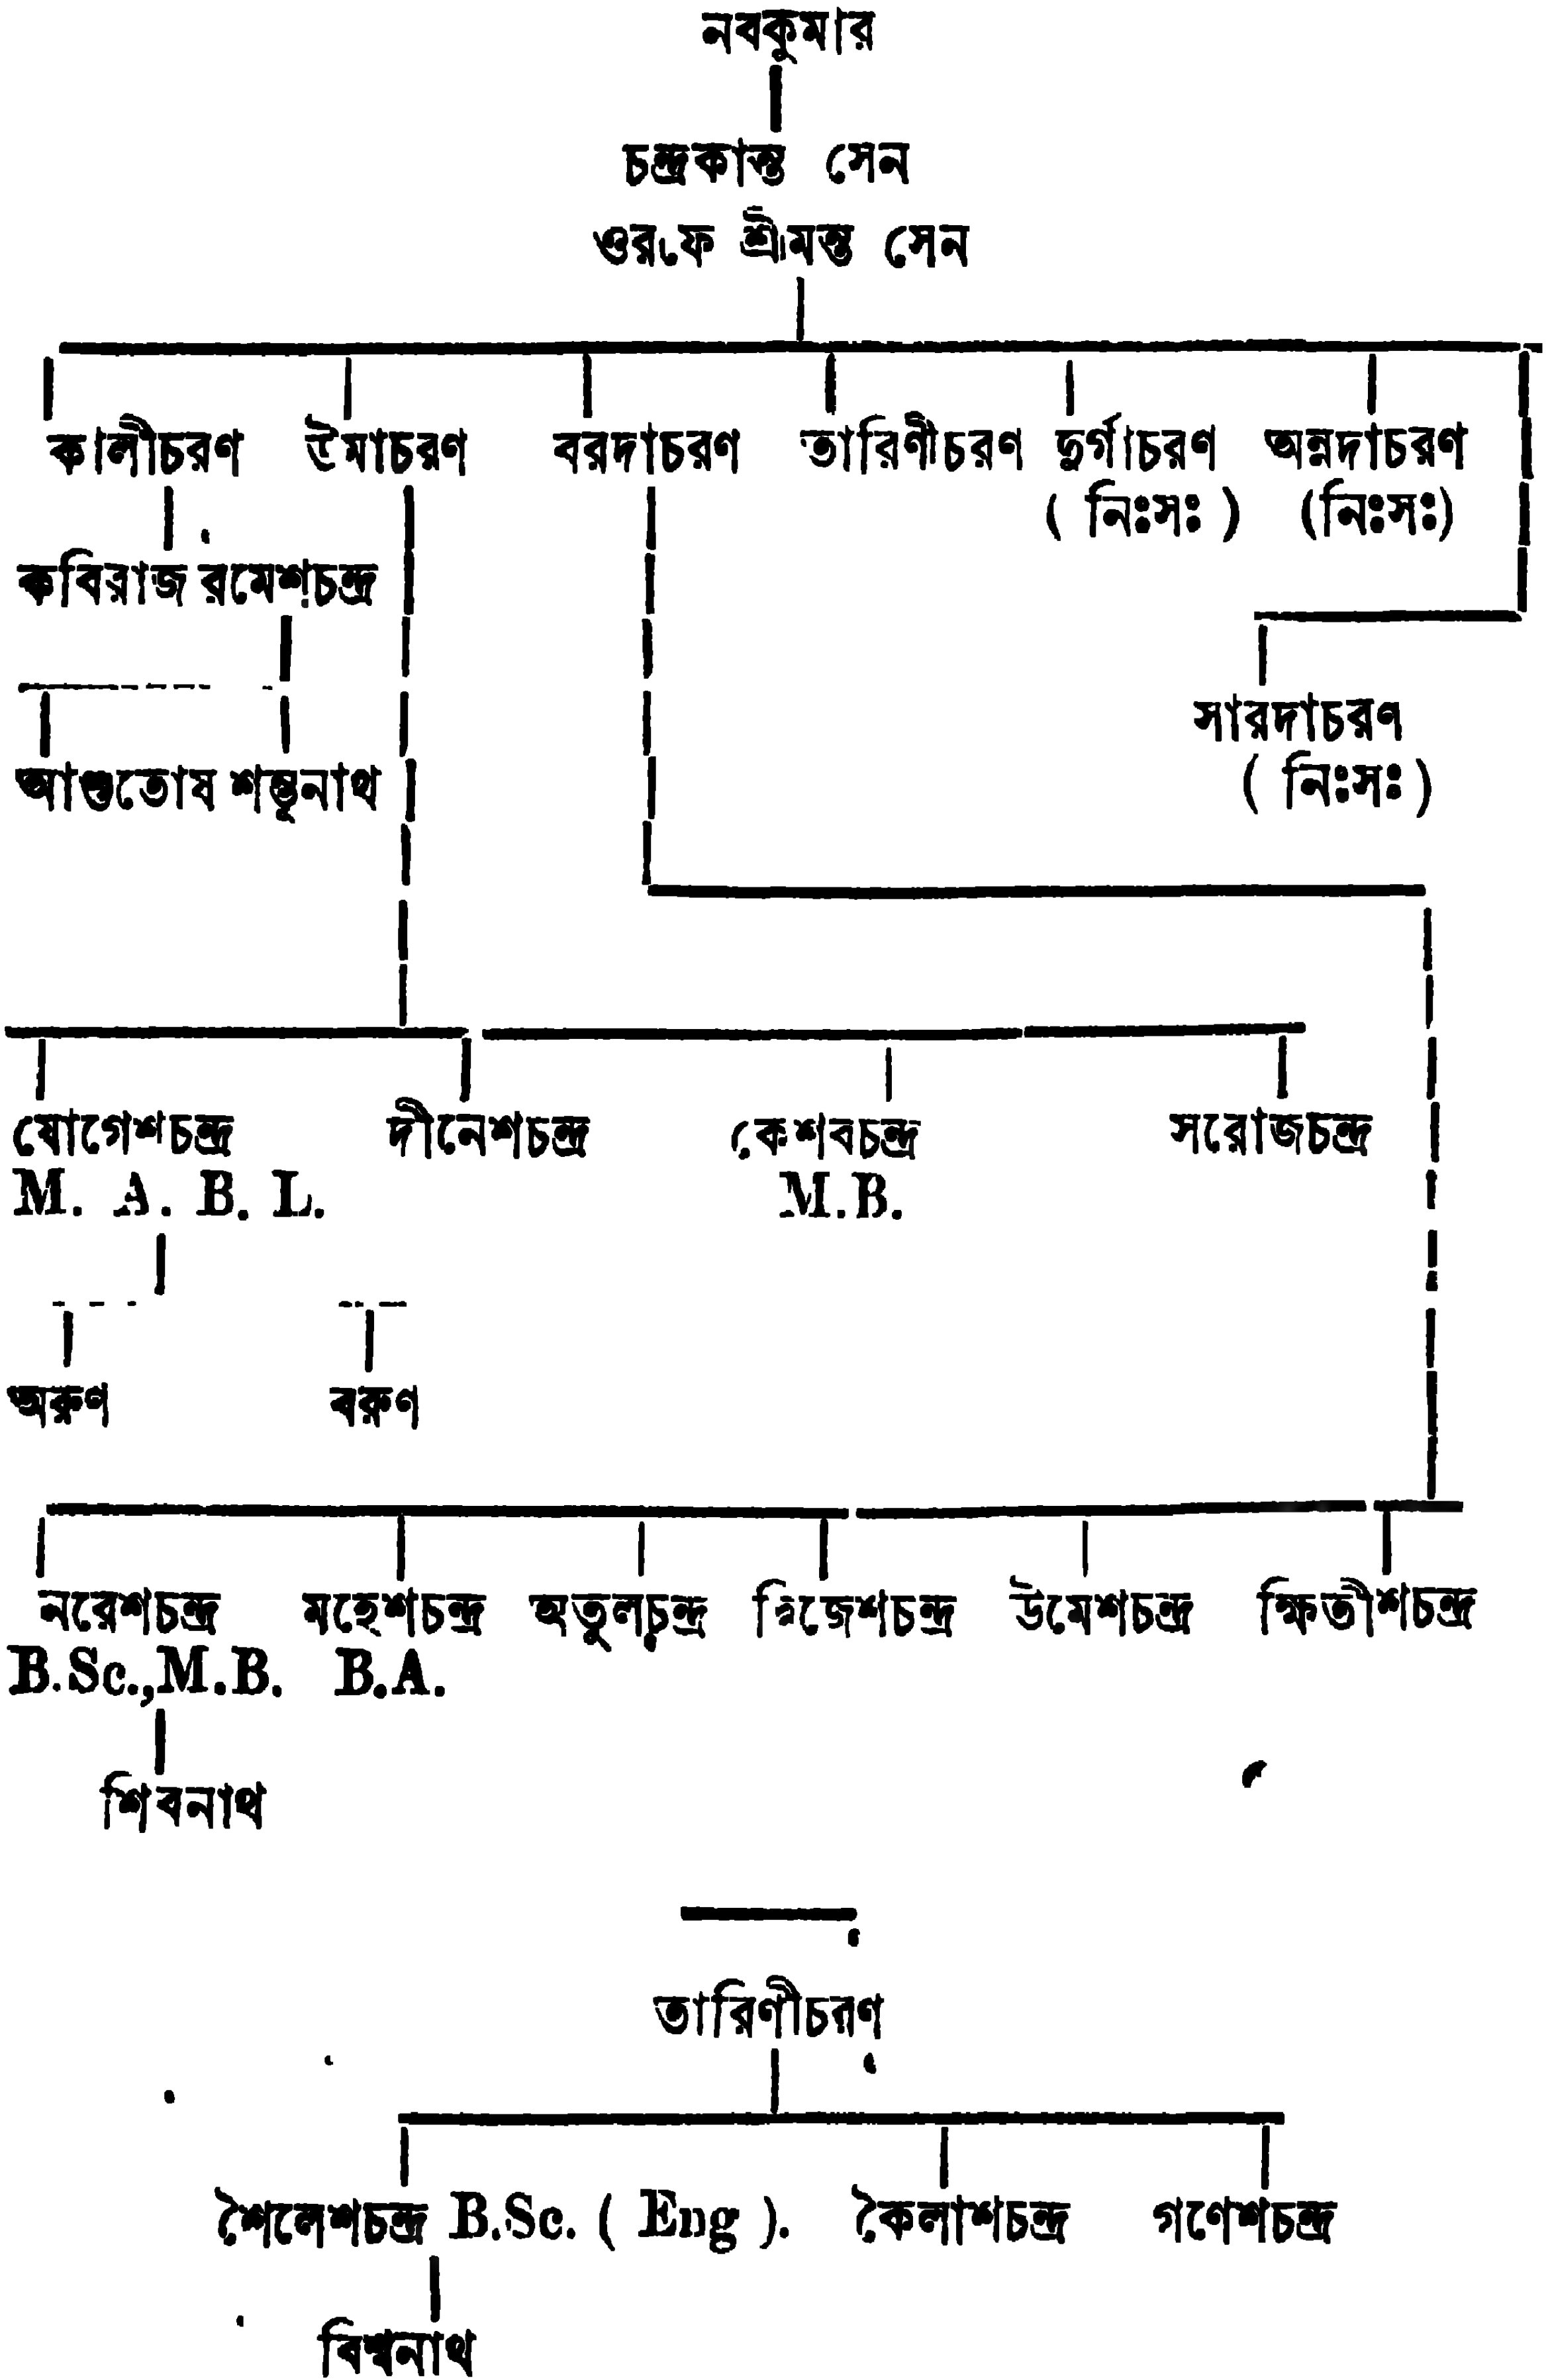 নবকুমার
চন্দ্রকান্ত সেন
ওরফে শ্রীমন্ত সেন
কালীচরণ উমাচরণ বরদাচরণ তারিণীচরণ দুর্গাচরণ অন্নদাচরণ
( নিঃসঃ ) (নিঃসঃ)
কবিরাজ রমেশচন্দ্র
সারদাচরণ
( নিঃসঃ )
আশুতোষ শম্ভুনাথ
যোগেশচন্দ্র দীনেশচন্দ্র কেশবচন্দ্র সরোজচন্দ্র
M. A. B. L. M.B.
অরুণ বরুণ
নরেশচন্দ্র মহেশচন্দ্র অতুলচন্দ্র উমেশচন্দ্র ক্ষিতীশচন্দ্র
B.Sc.,M.B. B.A.
শিবনাথ
তারিণীচরণ
শৈলেশচন্দ্র B.Sc. ( Eng ). কৈলাশচন্দ্র গণেশচন্দ্র
বিশ্বনাথ